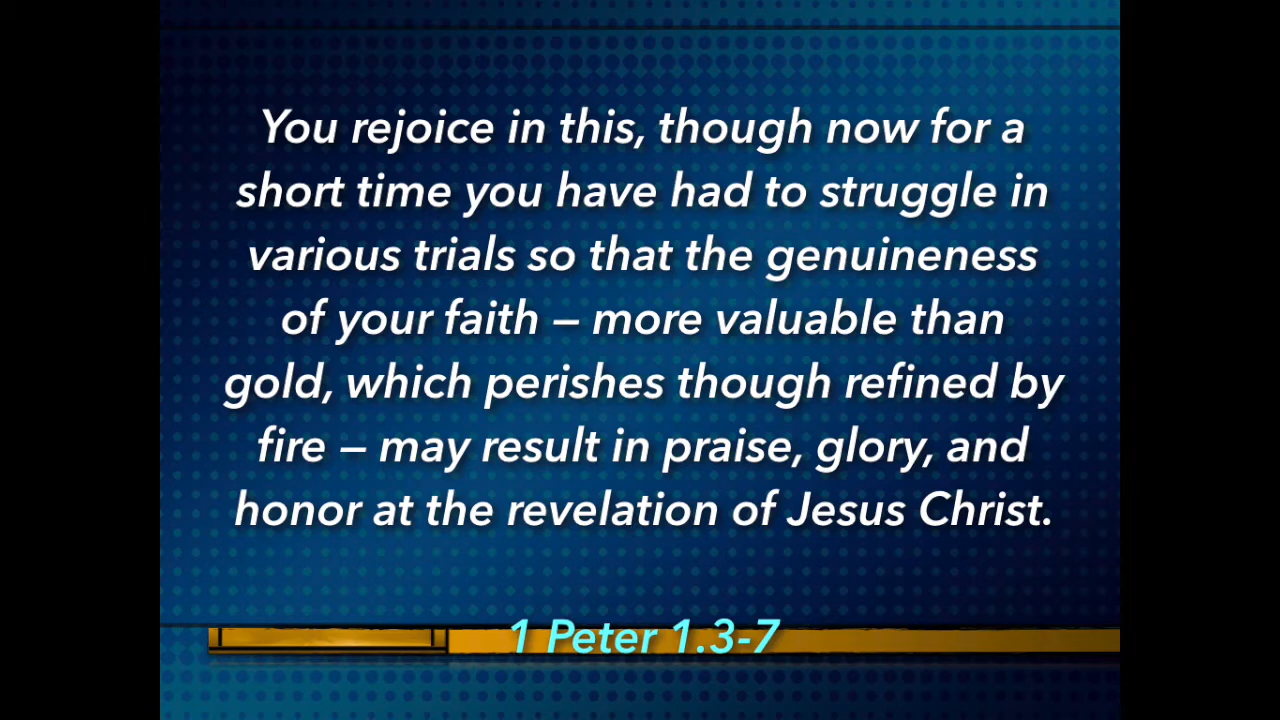 You rejoice in this, though now for a
short time you have had to struggle in
various trials so that the genuineness
of your faith – more valuable than
gold, which perishes though refined by
fire – may result in praise, glory, and
honor at the revelation of Jesus Christ.
1 Peter 1.3-7